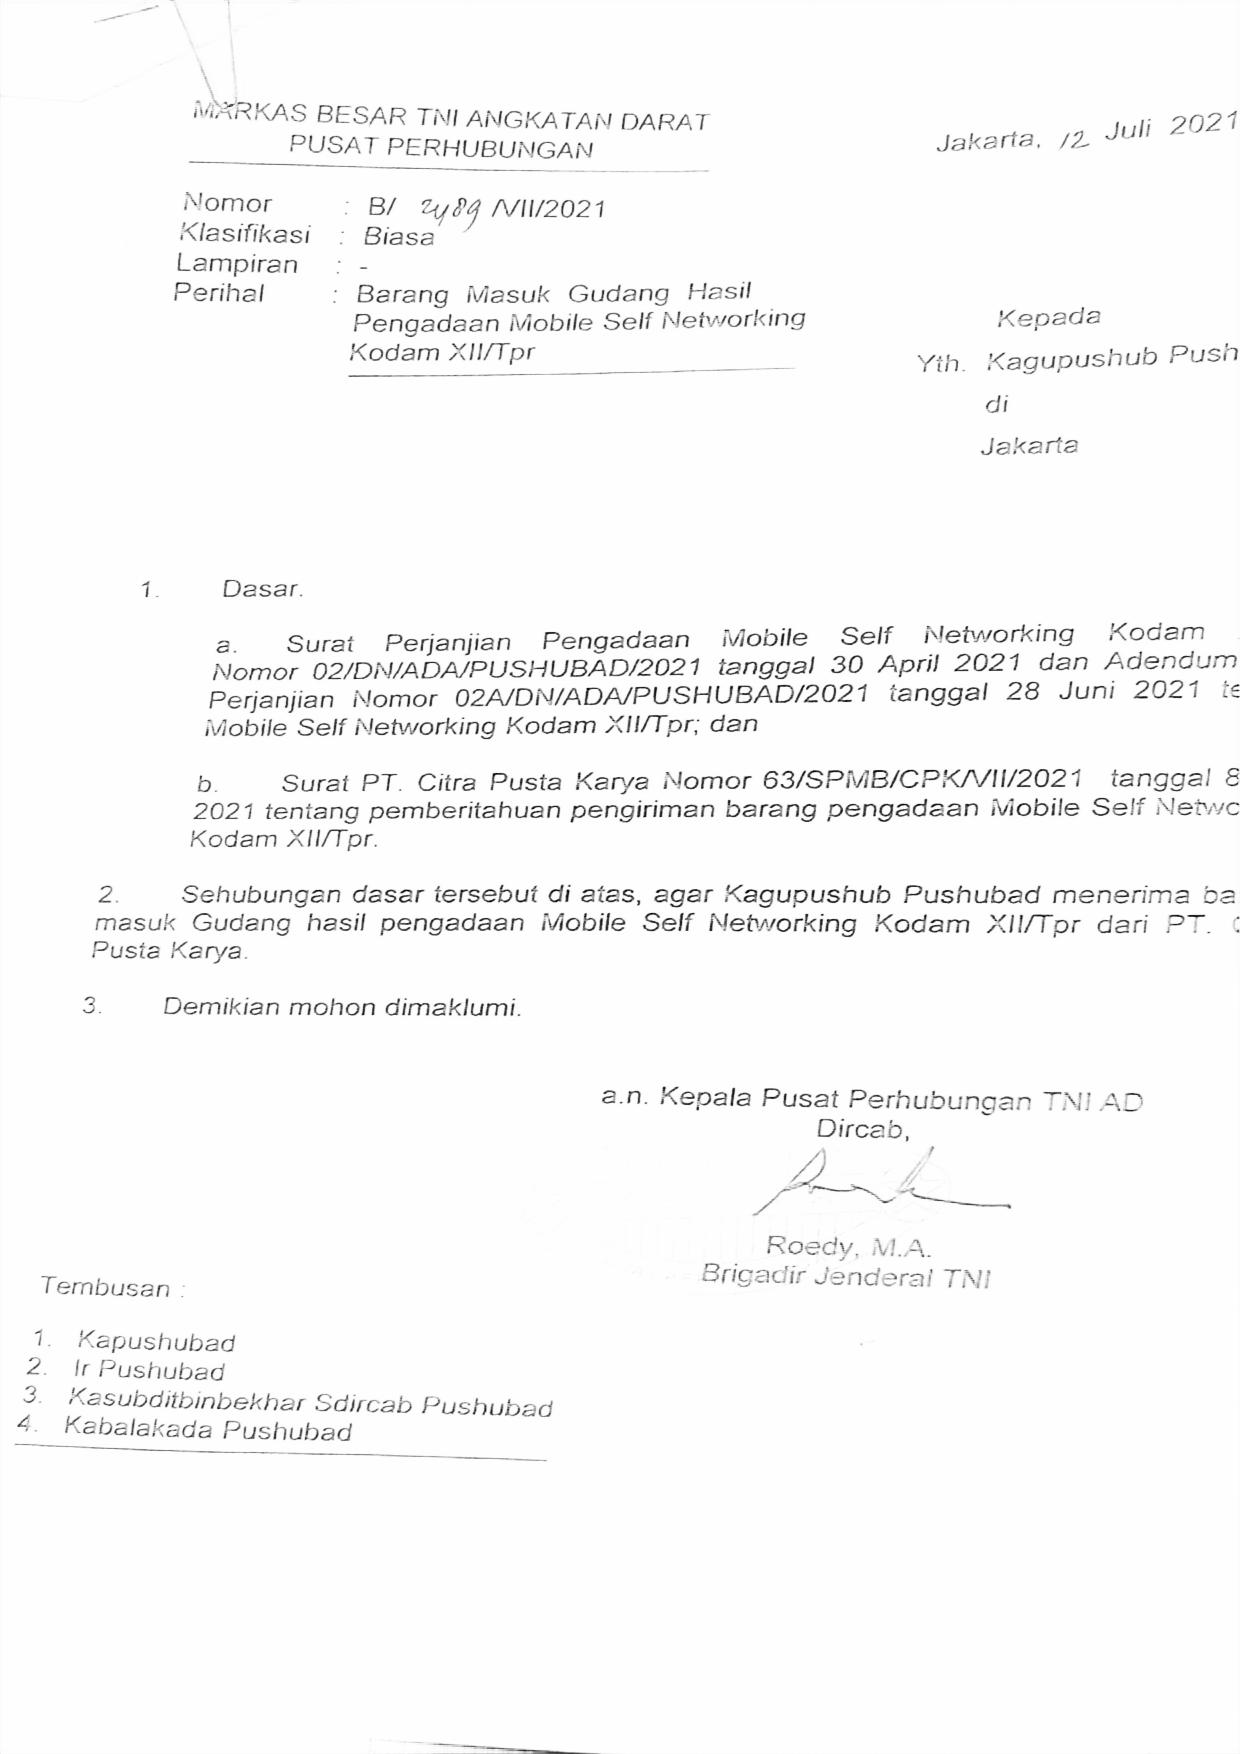 MARKAS BESAR TNI ANGKATAN DARAT
PUSAT PERHUBUNGAN
Jakarta, 12 Juli 2021
Nomor : B/ 2489 /VII/2021
Klasifikasi : Biasa
Lampiran : -
Perihal : Barang Masuk Gudang Hasil
Pengadaan Mobile Self Networking
Kodam XII/Tpr
Kepada
Yth. Kagupushub Push
di
Jakarta
1. Dasar.
a. Surat Perjanjian Pengadaan Mobile Self Networking Kodam
Nomor 02/DN/ADA/PUSHUBAD/2021 tanggal 30 April 2021 dan Adendum
Perjanjian Nomor 02A/DN/ADA/PUSHUBAD/2021 tanggal 28 Juni 2021 te
Mobile Self Networking Kodam XII/Tpr; dan
b. Surat PT. Citra Pusta Karya Nomor 63/SPMB/CPK/VII/2021 tanggal 8
2021 tentang pemberitahuan pengiriman barang pengadaan Mobile Self Netwo
Kodam XII/Tpr.
2. Sehubungan dasar tersebut di atas, agar Kagupushub Pushubad menerima ba
masuk Gudang hasil pengadaan Mobile Self Networking Kodam XII/Tpr dari PT.
Pusta Karya.
3. Demikian mohon dimaklumi.
a.n. Kepala Pusat Perhubungan TNI AD
Dircab,
Roedy, M.A.
Brigadir Jenderal TNI
Tembusan :
1. Kapushubad
2. Ir Pushubad
3. Kasubditbinbekhar Sdircab Pushubad
4. Kabalakada Pushubad